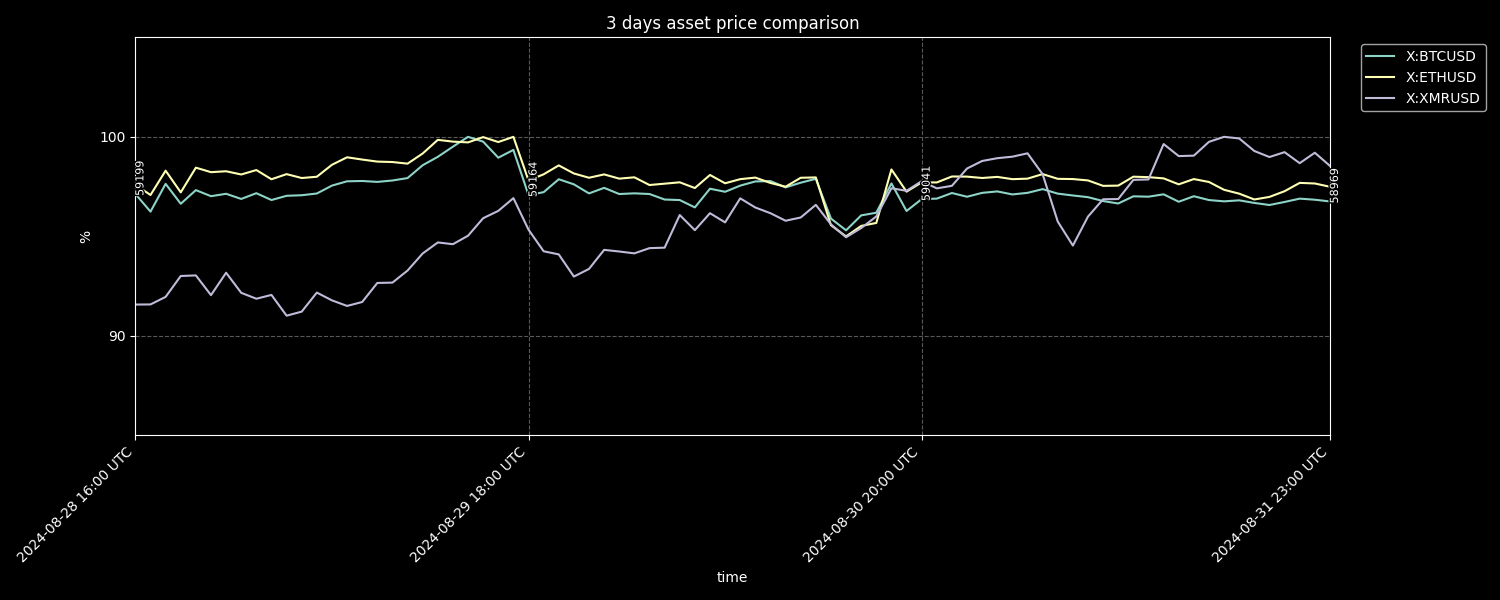 3 days asset price comparison
X:BTCUSD
X:ETHUSD
X:XMRUSD
100
90
%
59199
59164
59041
58969
2024-08-28 16:00 UTC
2024-08-29 18:00 UTC
2024-08-30 20:00 UTC
2024-08-31 23:00 UTC
time